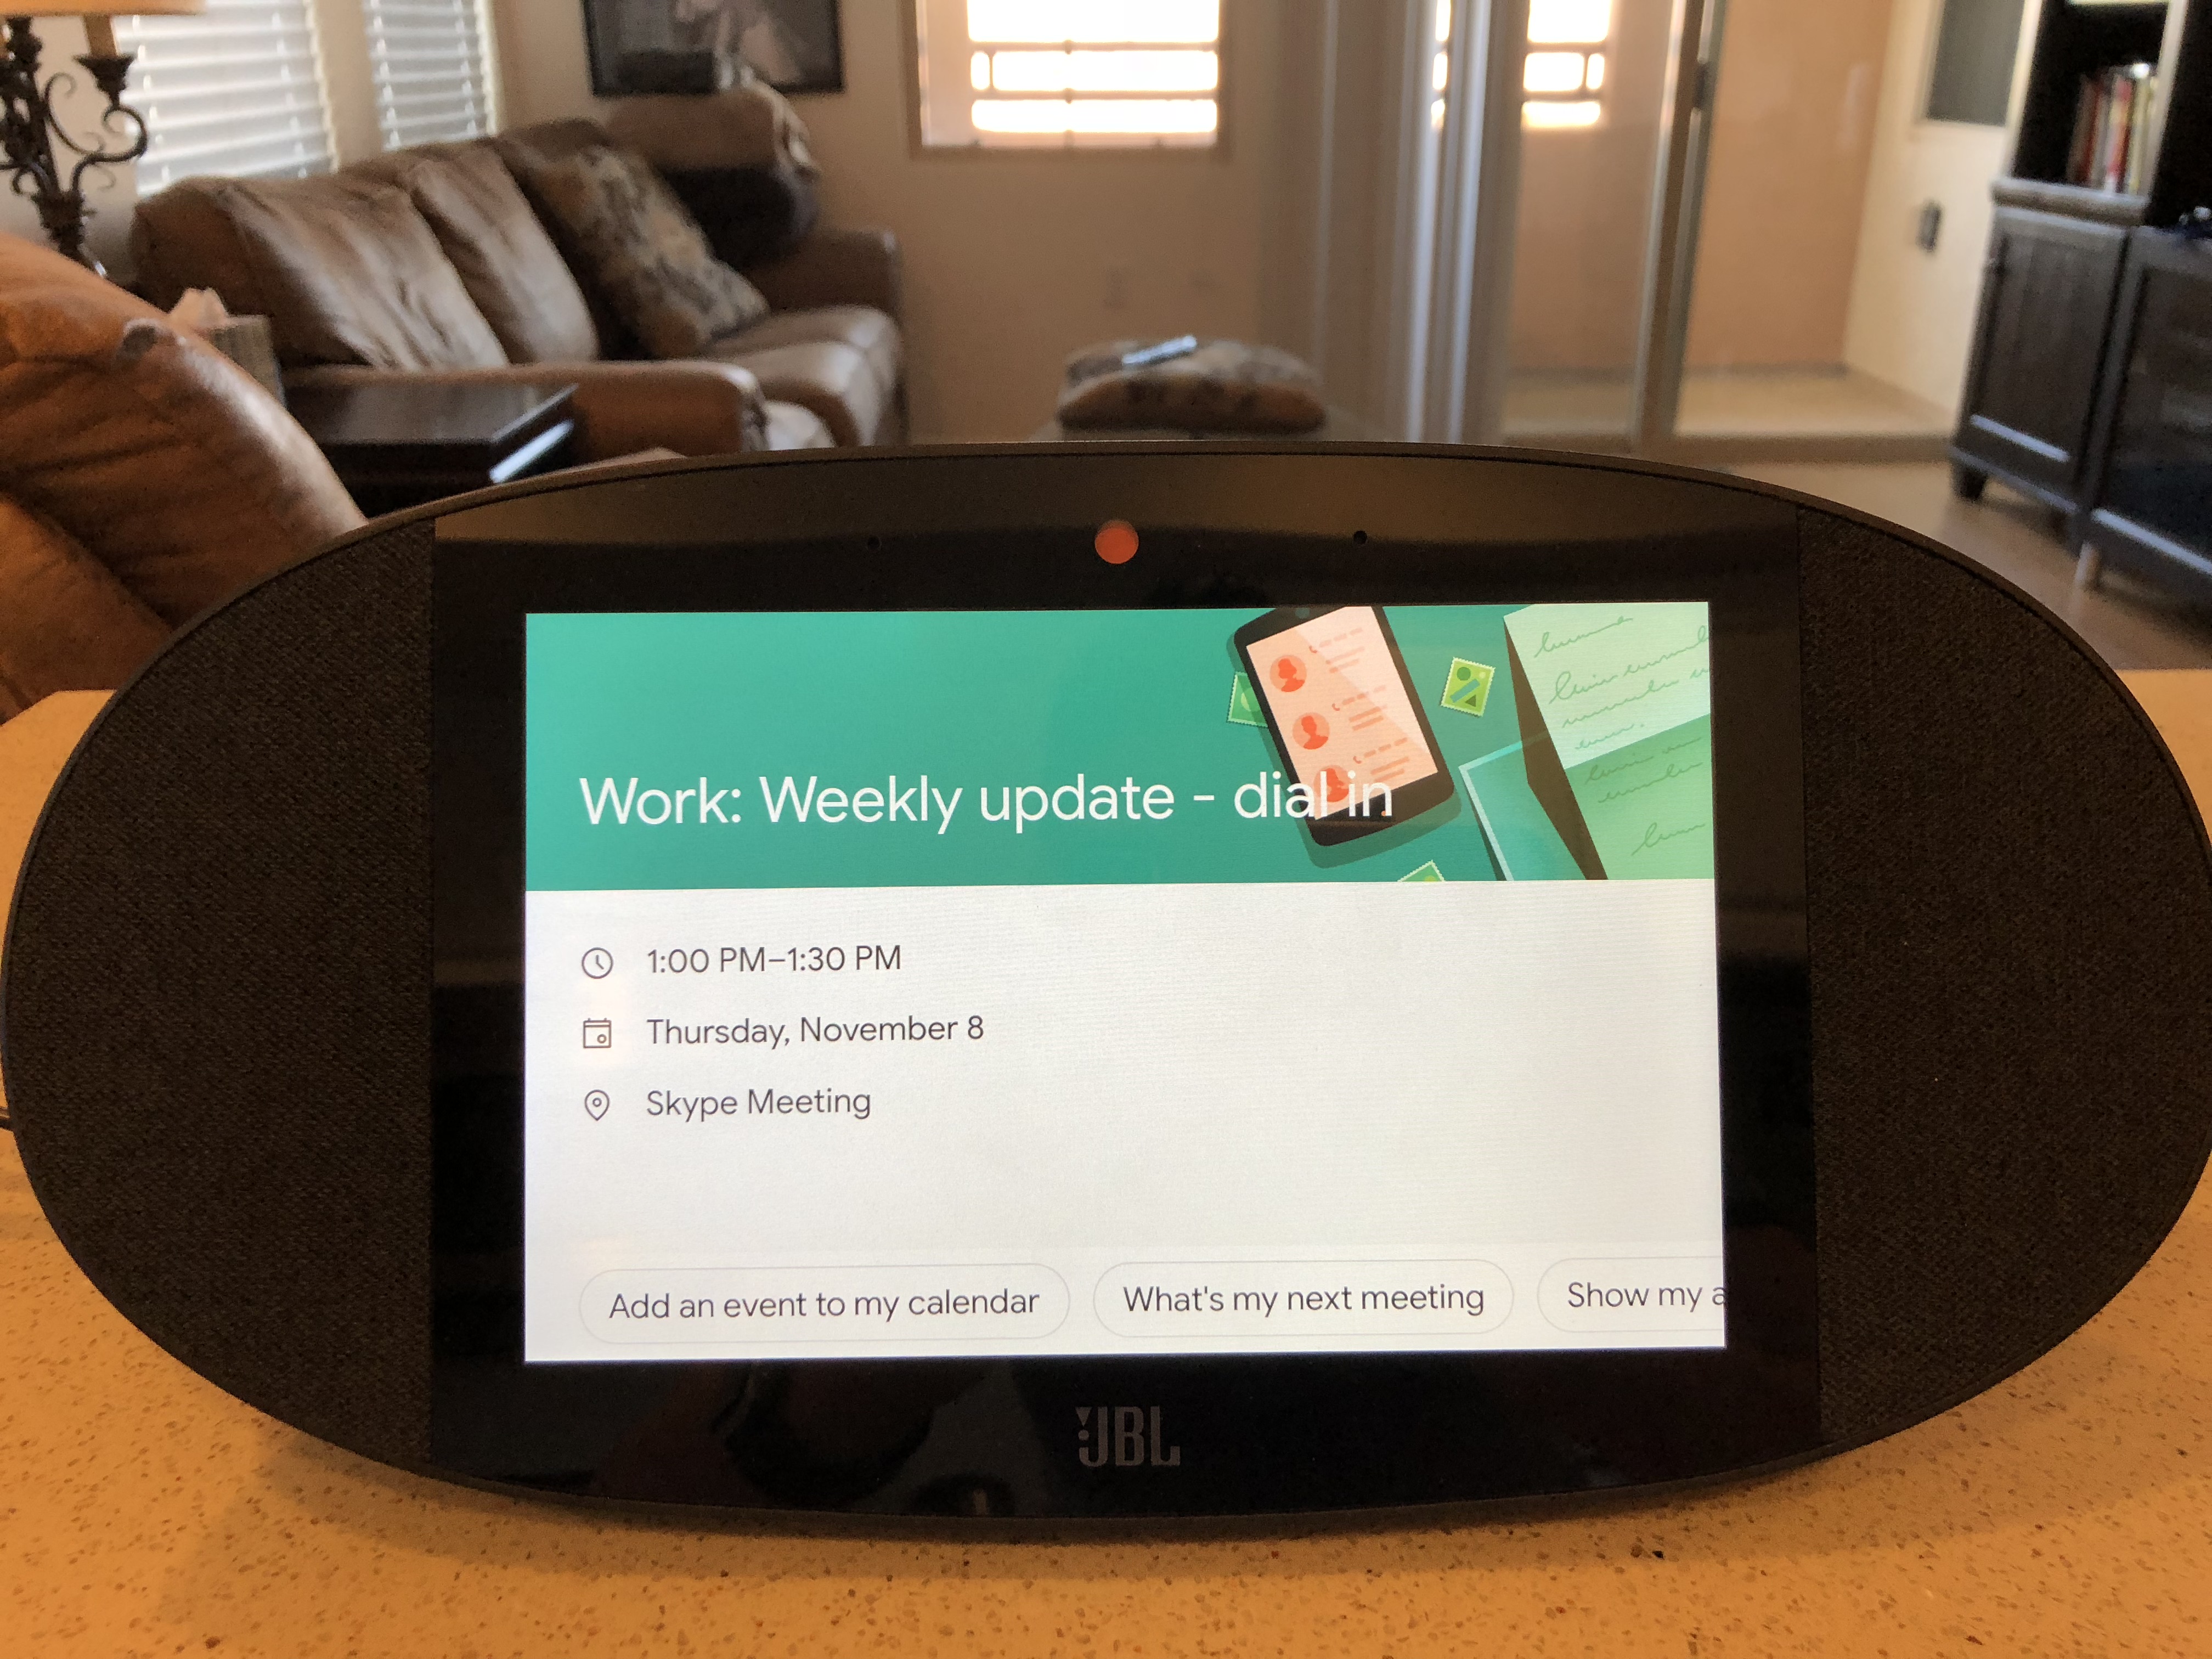 Work: Weekly update - dial in
1:00 PM–1:30 PM
Thursday, November 8
Skype Meeting
Add an event to my calendar
What's my next meeting
Show my a
JBL